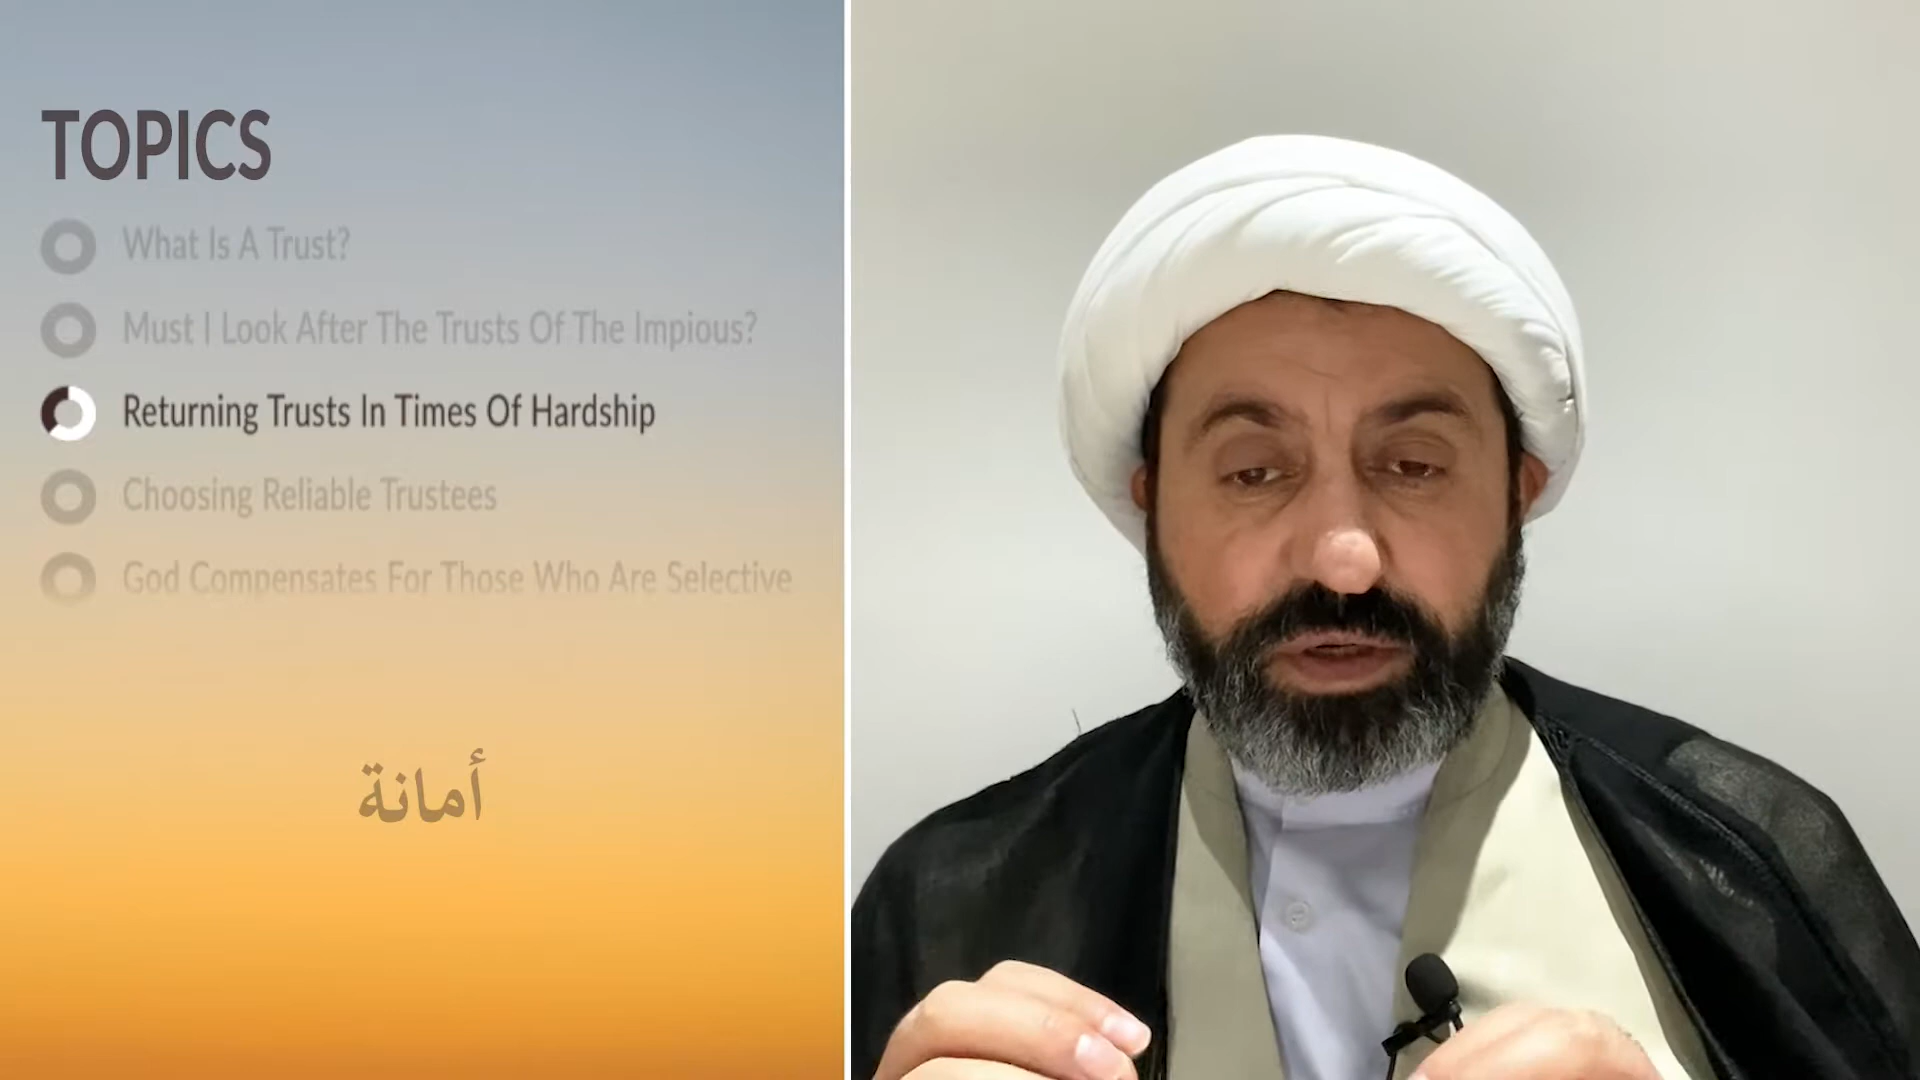 TOPICS
What Is A Trust?
Must I Look After The Trusts Of The Impious?
Returning Trusts In Times Of Hardship
Choosing Reliable Trustees
God Compensates For Those Who Are Selective
أمانة